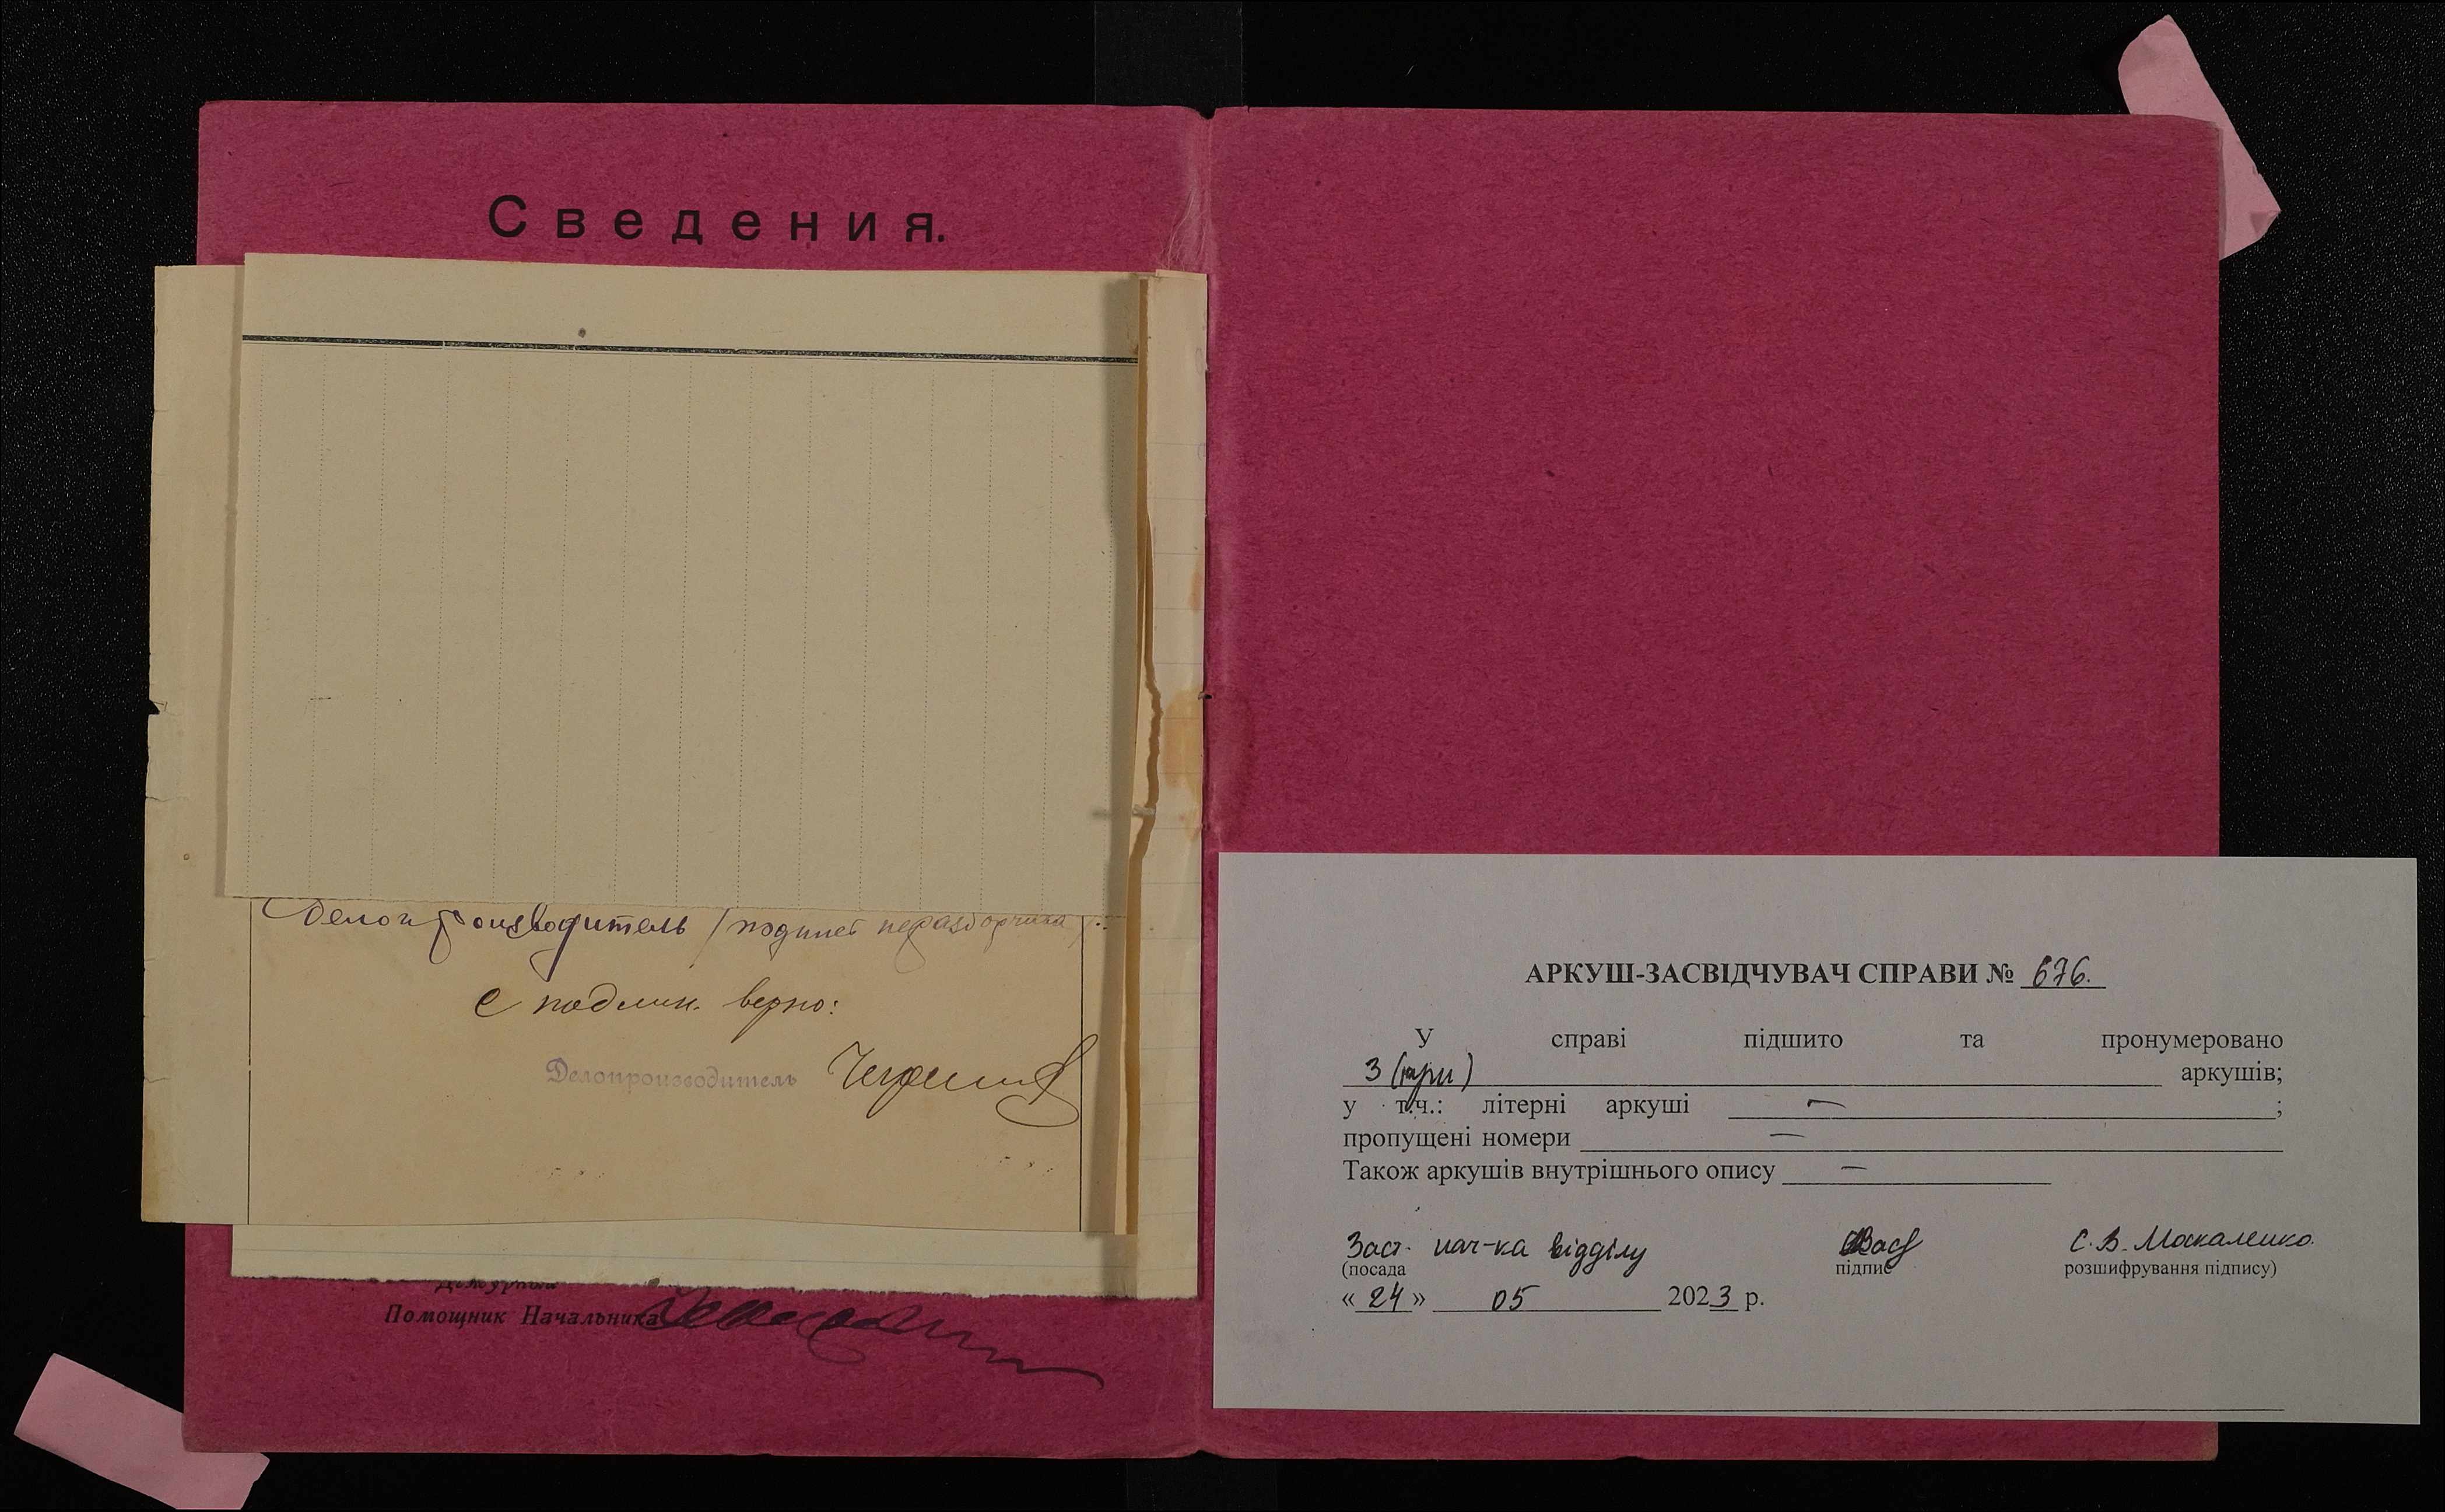 Сведения.
Делопроизводитель /подпись неразборчива/:
С подлин. верно:
Делопроизводитель
Дежурный
Помощник Начальника
АРКУШ-ЗАСВІДЧУВАЧ СПРАВИ № 676.
У справі підшито та пронумеровано
3 (три) аркушів;
у т.ч.: літерні аркуші — ;
пропущені номери —
Також аркушів внутрішнього опису —
Заст. нач-ка відділу С.В. Москаленко
(посада підпис розшифрування підпису)
« 24 » 05 2023 р.